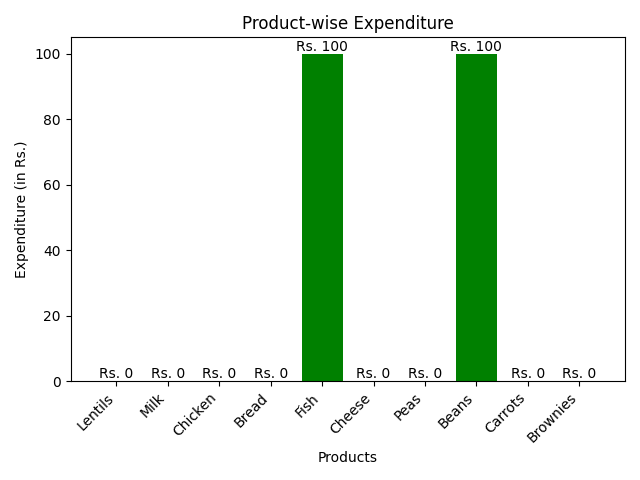 Product-wise Expenditure
Rs. 100 Rs. 100
100
80
60
40
20
0
Expenditure (in Rs.)
Rs. 0 Rs. 0 Rs. 0 Rs. 0 Rs. 0 Rs. 0 Rs. 0 Rs. 0
Lentils Milk Chicken Bread Fish Cheese Peas Beans Carrots Brownies
Products